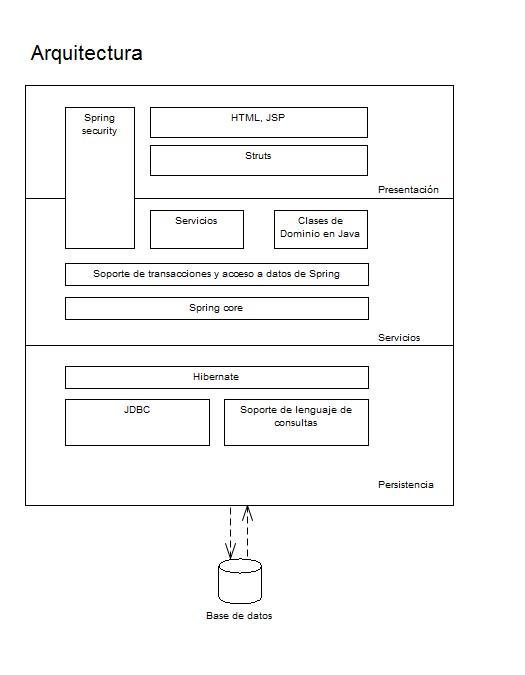 Arquitectura
Spring
security
HTML, JSP
Struts
Presentación
Servicios
Clases de
Dominio en Java
Soporte de transacciones y acceso a datos de Spring
Spring core
Servicios
Hibernate
JDBC
Soporte de lenguaje de
consultas
Persistencia
Base de datos